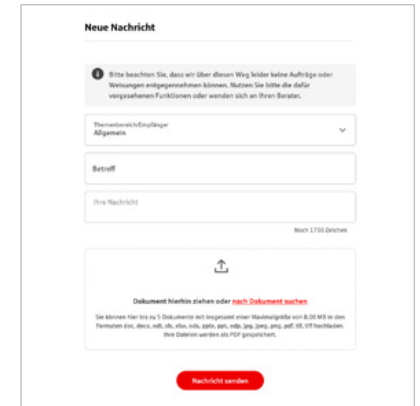 Neue Nachricht
Bitte beachten Sie, dass wir über diesen Weg leider keine Aufträge oder
Weisungen entgegennehmen können. Nutzen Sie bitte die dafür
vorgesehenen Funktionen oder wenden sich an Ihren Berater.
Themenbereich/Empfänger
Allgemein
Betreff
Ihre Nachricht
Noch 1730 Zeichen
Dokument hierhin ziehen oder nach Dokument suchen
Sie können hier bis zu 5 Dokumente mit insgesamt einer Maximalgröße von 8,00 MB in den
Formaten doc, docx, odt, xls, xlsx, ods, pptx, ppt, odp, jpg, jpeg, png, pdf, tif, tiff hochladen.
Ihre Dateien werden als PDF gespeichert.
Nachricht senden